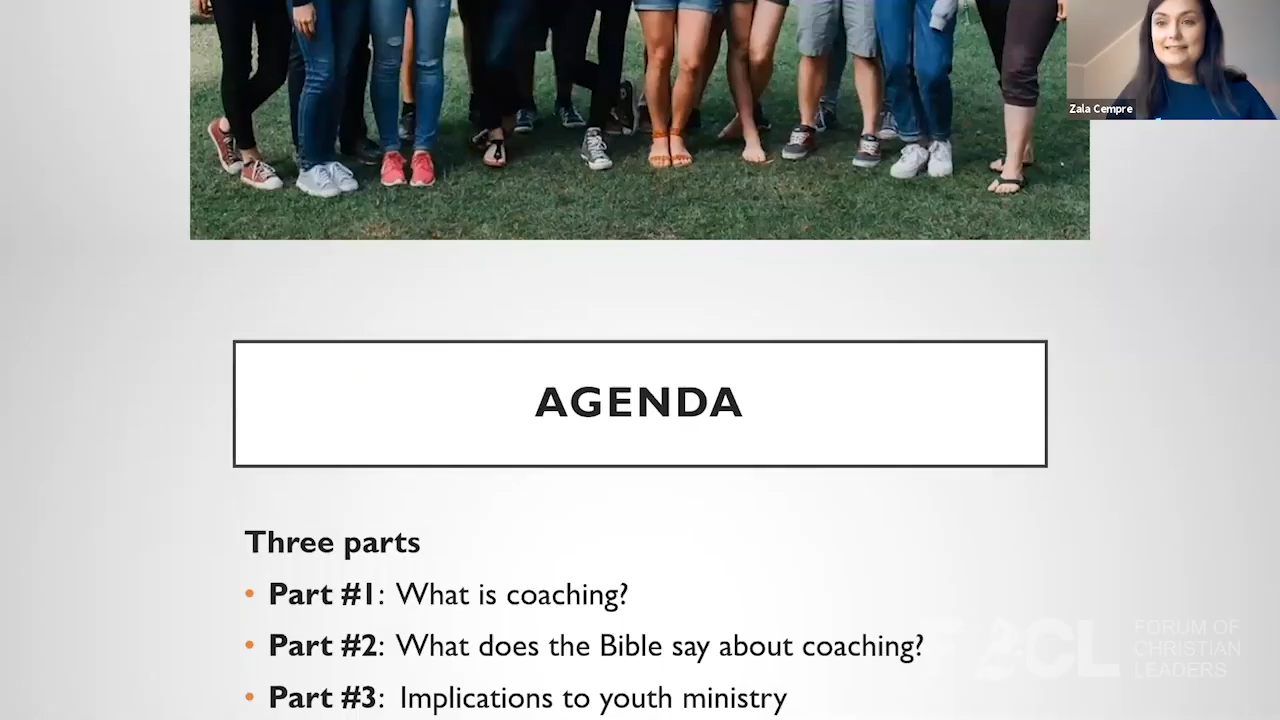 Zala Cempre
AGENDA
Three parts
• Part #1: What is coaching?
• Part #2: What does the Bible say about coaching?
• Part #3: Implications to youth ministry
FOCL
FORUM OF
CHRISTIAN
LEADERS